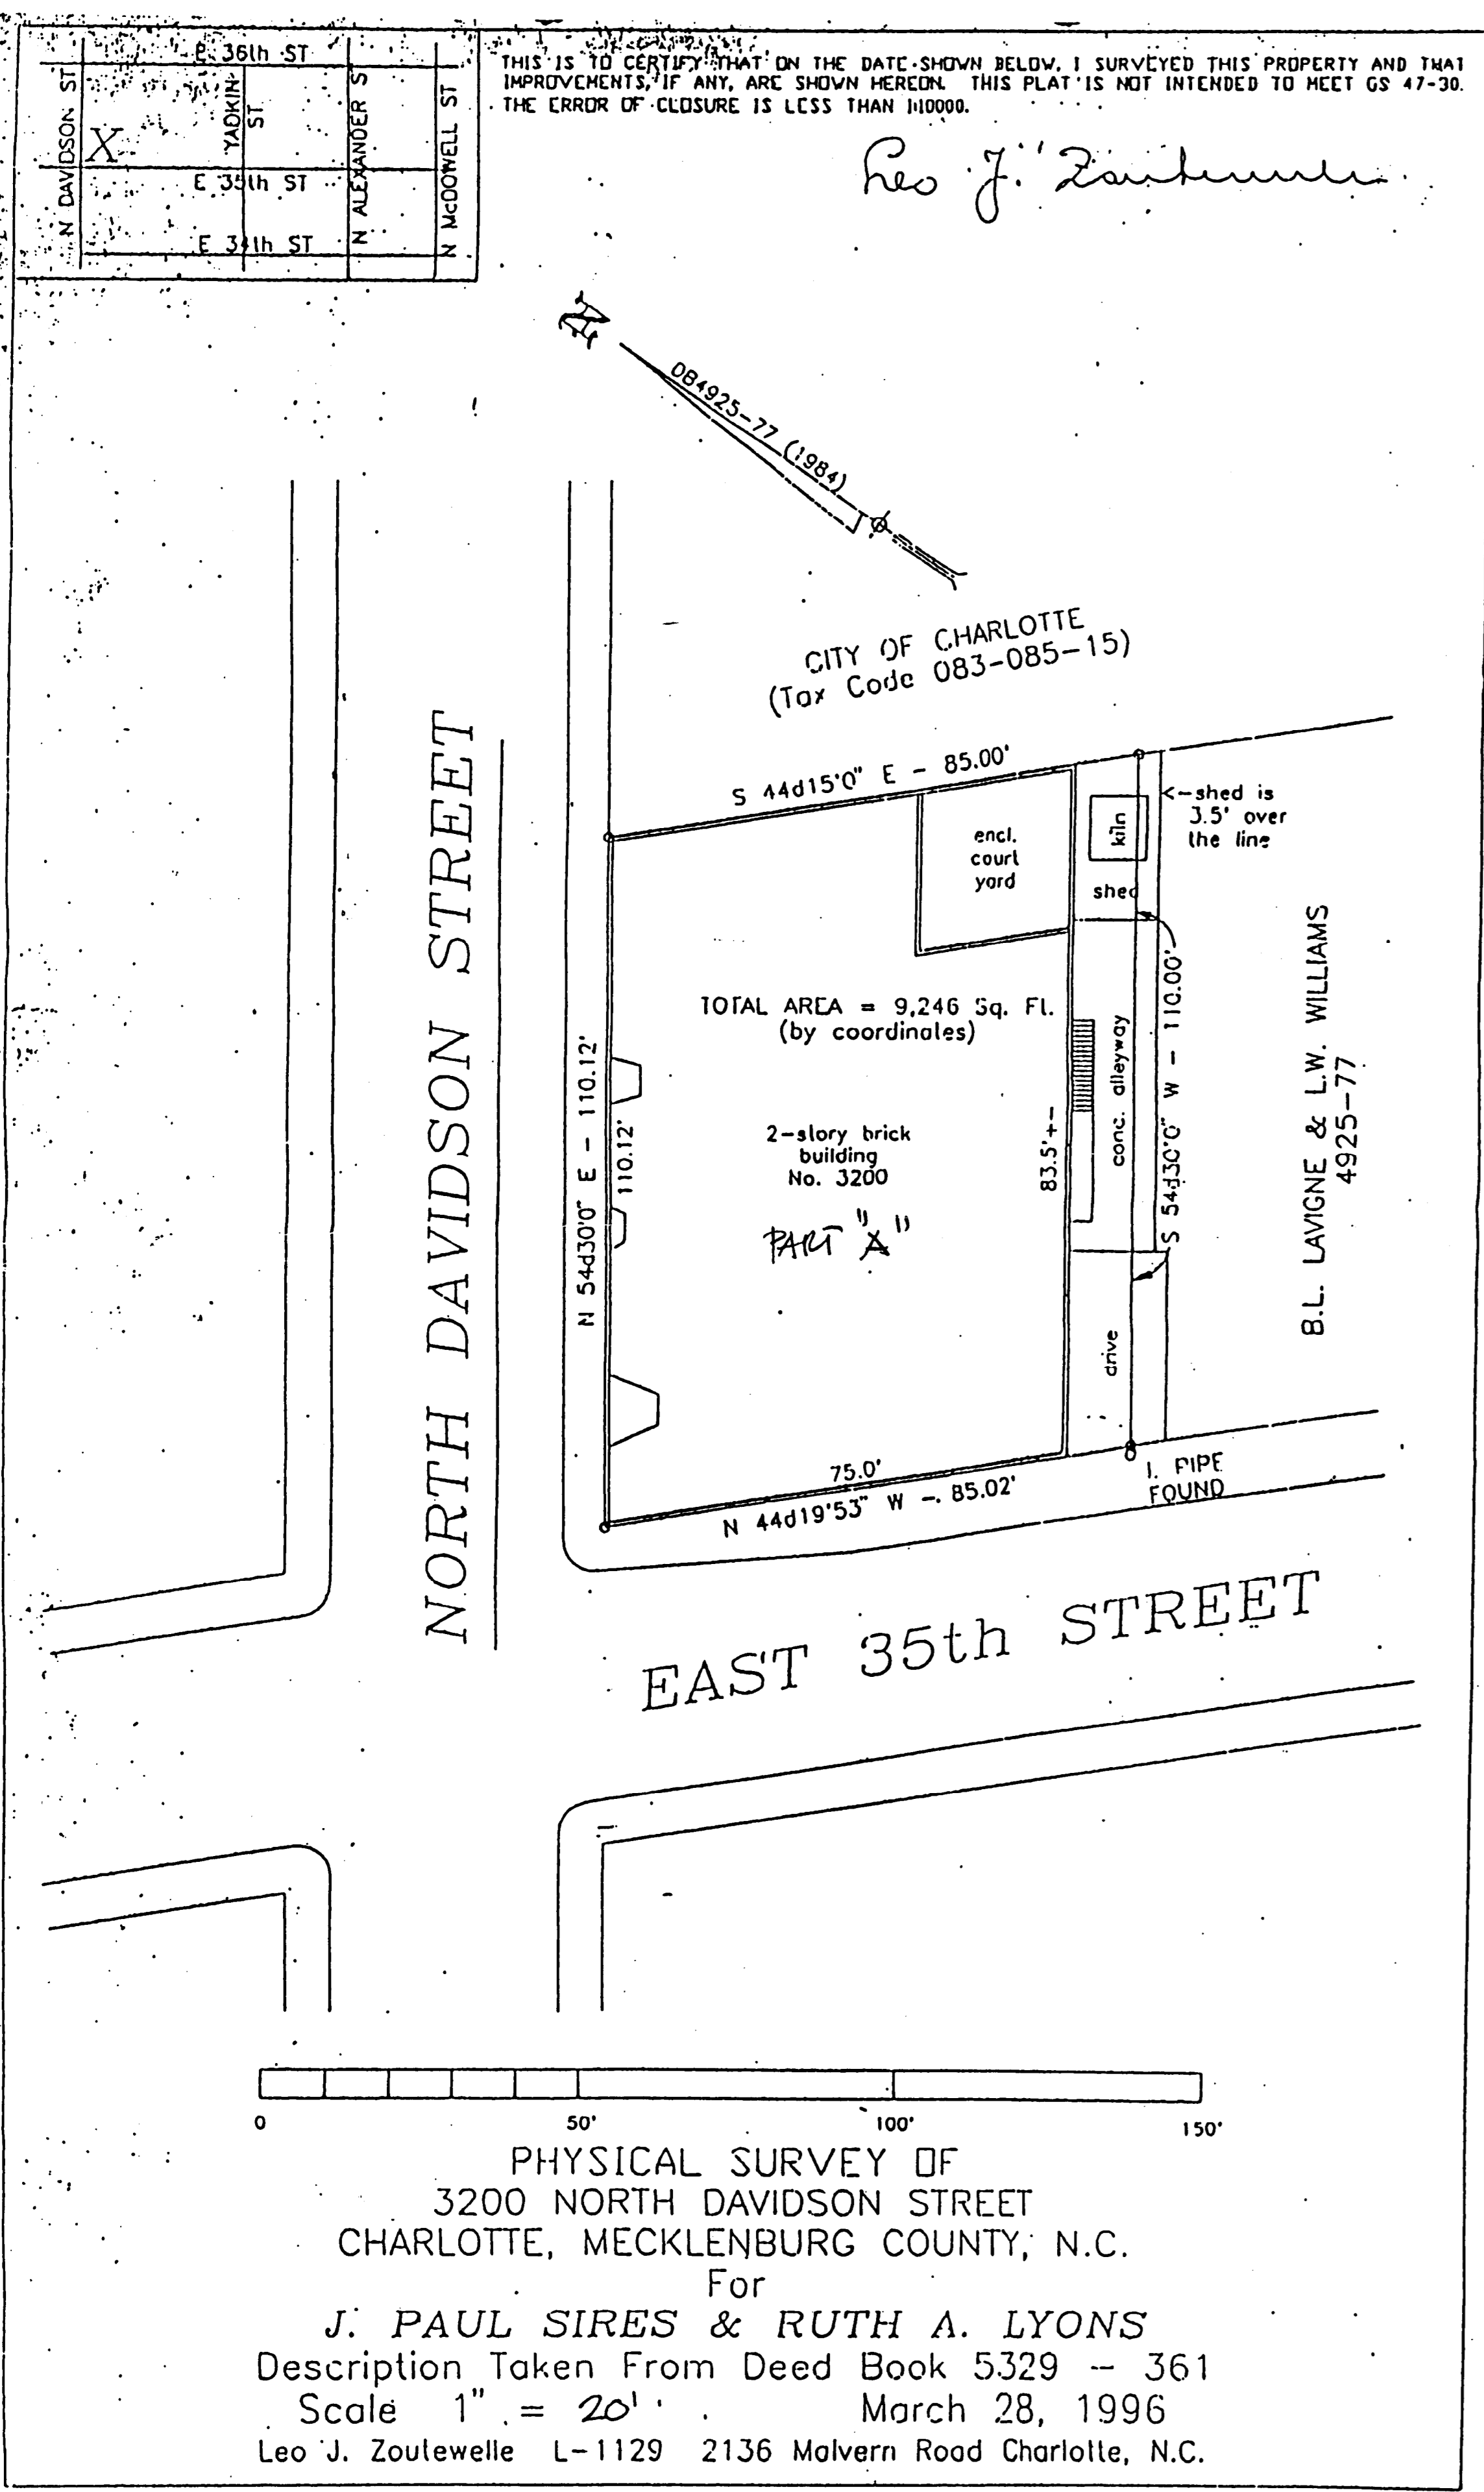 E 36th ST
N DAVIDSON ST
YADKIN
ST
N ALEXANDER S
N McDOWELL ST
X
E 35th ST
E 34th ST
THIS IS TO CERTIFY THAT ON THE DATE SHOWN BELOW, I SURVEYED THIS PROPERTY AND THAT
IMPROVEMENTS, IF ANY, ARE SHOWN HEREON. THIS PLAT IS NOT INTENDED TO MEET GS 47-30.
THE ERROR OF CLOSURE IS LESS THAN 1:10000.
Leo J. Zoutewelle
N
DB4925-77 (1984)
CITY OF CHARLOTTE
(Tax Code 083-085-15)
S 44d15'0" E - 85.00'
<-shed is
3.5' over
the line
kiln
shed
encl.
court
yard
NORTH DAVIDSON STREET
N 54d30'0" E - 110.12'
110.12'
TOTAL AREA = 9,246 Sq. Ft.
(by coordinates)
2-story brick
building
No. 3200
PART "A"
83.5'+-
conc. alleyway
S 54d30'0" W - 110.00'
B.L. LAVIGNE & L.W. WILLIAMS
4925-77
drive
75.0'
N 44d19'53" W - 85.02'
I. PIPE
FOUND
EAST 35th STREET
0 50' 100' 150'
PHYSICAL SURVEY OF
3200 NORTH DAVIDSON STREET
CHARLOTTE, MECKLENBURG COUNTY, N.C.
For
J. PAUL SIRES & RUTH A. LYONS
Description Taken From Deed Book 5329 - 361
Scale 1" = 20' March 28, 1996
Leo J. Zoutewelle L-1129 2136 Malvern Road Charlotte, N.C.